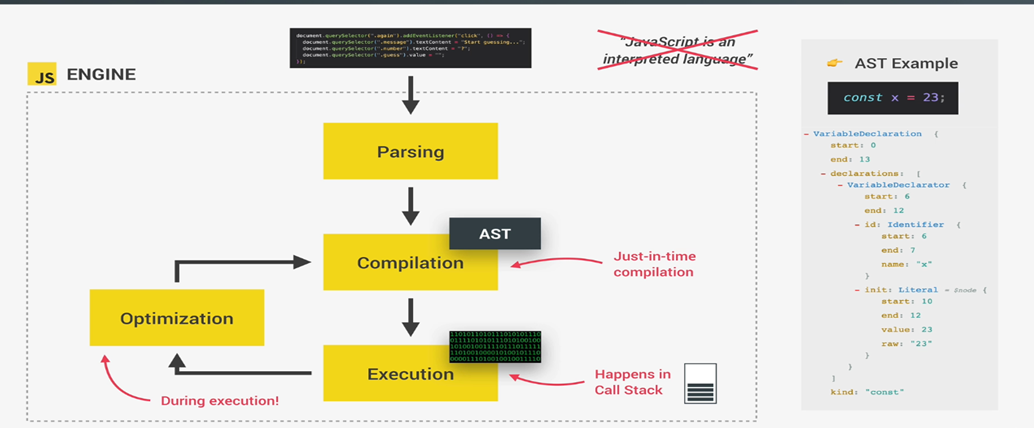 document.querySelector(".again").addEventListener("click", () => {
document.querySelector(".message").textContent = "Start guessing...";
document.querySelector(".number").textContent = "?";
document.querySelector(".guess").value = "";
});
"JavaScript is an
interpreted language"
JS ENGINE
Parsing
AST
Compilation
Just-in-time
compilation
Optimization
Execution
Happens in
Call Stack
During execution!
👉 AST Example
const x = 23;
- VariableDeclaration {
start: 0
end: 13
- declarations: [
- VariableDeclarator {
start: 6
end: 12
- id: Identifier {
start: 6
end: 7
name: "x"
}
- init: Literal = $node {
start: 10
end: 12
value: 23
raw: "23"
}
}
]
kind: "const"